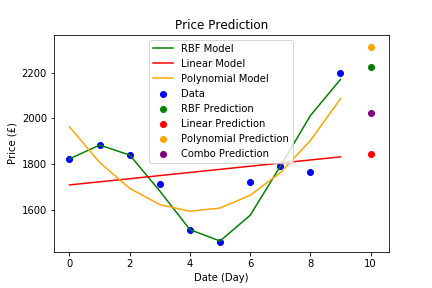 Price Prediction
RBF Model
Linear Model
Polynomial Model
Data
RBF Prediction
Linear Prediction
Polynomial Prediction
Combo Prediction
Price (£)
2200
2000
1800
1600
0 2 4 6 8 10
Date (Day)